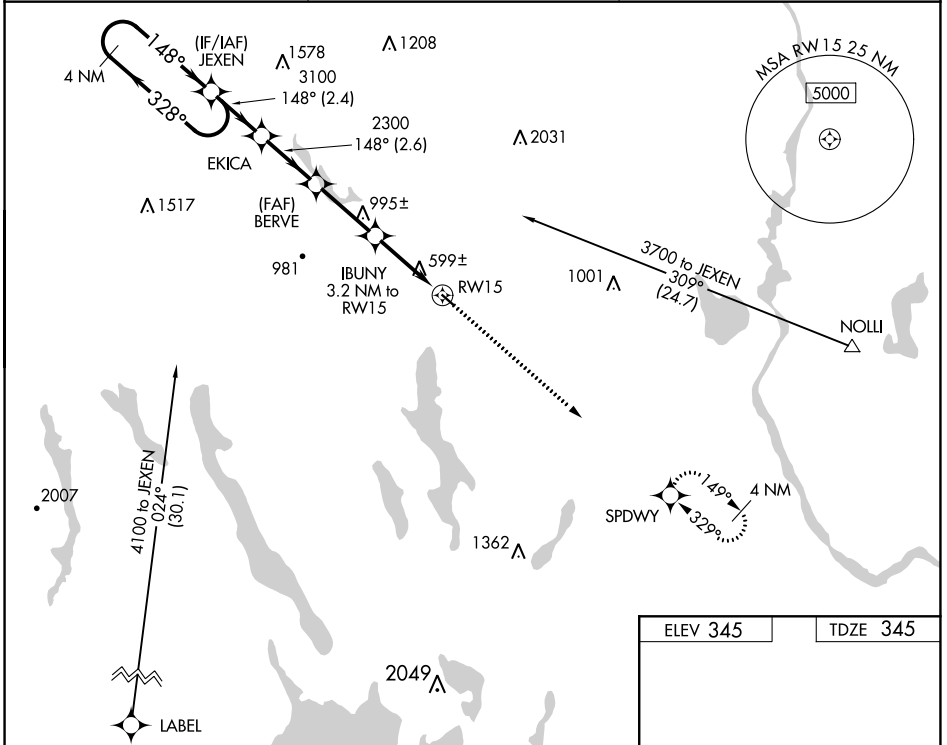 148°
328°
4 NM
(IF/IAF)
JEXEN
1578
1208
3100
148° (2.4)
2300
148° (2.6)
EKICA
2031
MSA RW15 25 NM
5000
1517
(FAF)
BERVE
995±
981
IBUNY
3.2 NM to
RW15
599±
RW15
3700 to JEXEN
309°
(24.7)
1001
NOLLI
4100 to JEXEN
024°
(30.1)
2007
SPDWY
149°
329°
4 NM
1362
2049
LABEL
ELEV 345
TDZE 345